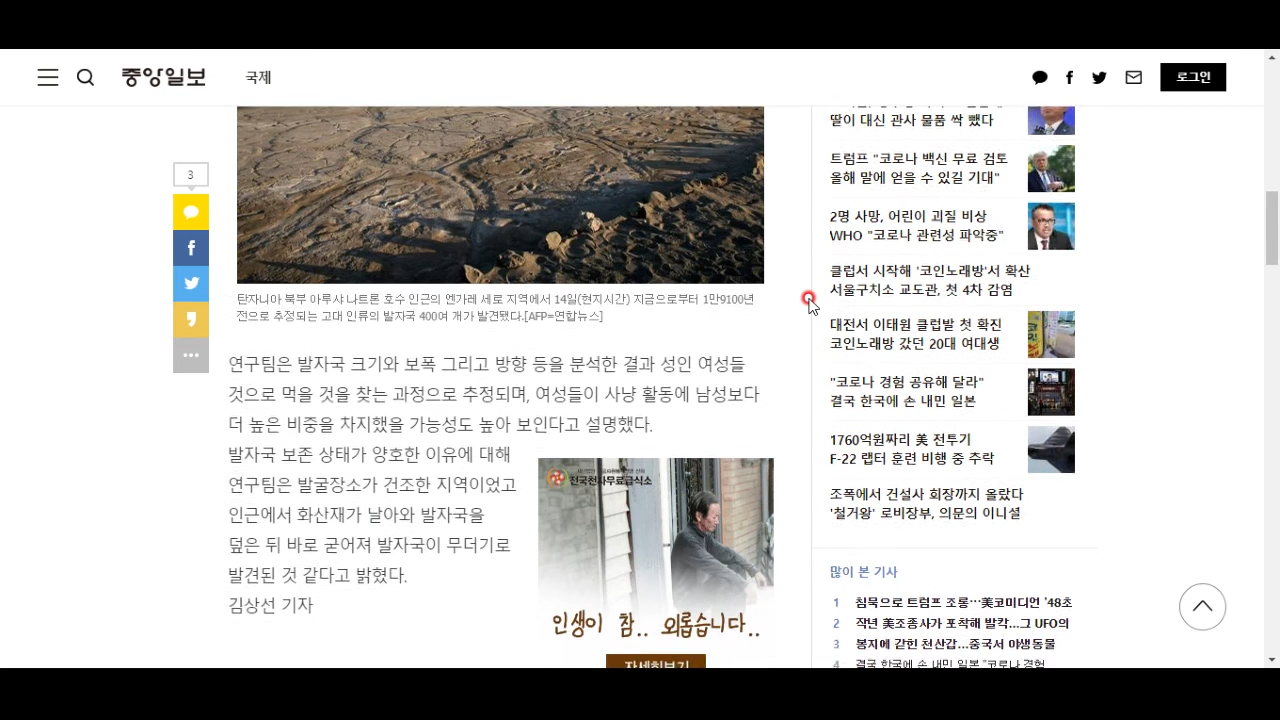 중앙일보
국제
로그인
3
탄자니아 북부 아루샤 나트론 호수 인근의 엔가레 세로 지역에서 14일(현지시간) 지금으로부터 1만9100년
전으로 추정되는 고대 인류의 발자국 400여 개가 발견됐다.[AFP=연합뉴스]
연구팀은 발자국 크기와 보폭 그리고 방향 등을 분석한 결과 성인 여성들
것으로 먹을 것을 찾는 과정으로 추정되며, 여성들이 사냥 활동에 남성보다
더 높은 비중을 차지했을 가능성도 높아 보인다고 설명했다.
발자국 보존 상태가 양호한 이유에 대해
연구팀은 발굴장소가 건조한 지역이었고
인근에서 화산재가 날아와 발자국을
덮은 뒤 바로 굳어져 발자국이 무더기로
발견된 것 같다고 밝혔다.
김상선 기자
전국천사무료급식소
인생이 참.. 외롭습니다..
자세히보기
딸이 대신 관사 물품 싹 뺐다
트럼프 "코로나 백신 무료 검토
올해 말에 얻을 수 있길 기대"
2명 사망, 어린이 괴질 비상
WHO "코로나 관련성 파악중"
클럽서 시작해 '코인노래방'서 확산
서울구치소 교도관, 첫 4차 감염
대전서 이태원 클럽발 첫 확진
코인노래방 갔던 20대 여대생
"코로나 경험 공유해 달라"
결국 한국에 손 내민 일본
1760억원짜리 美 전투기
F-22 랩터 훈련 비행 중 추락
조폭에서 건설사 회장까지 올랐다
'철거왕' 로비장부, 의문의 이니셜
많이 본 기사
1 침묵으로 트럼프 조롱…美코미디언 '48초
2 작년 美조종사가 포착해 발칵...그 UFO의
3 봉지에 갇힌 천산갑...중국서 야생동물
4 결국 한국에 손 내민 일본 "코로나 경험